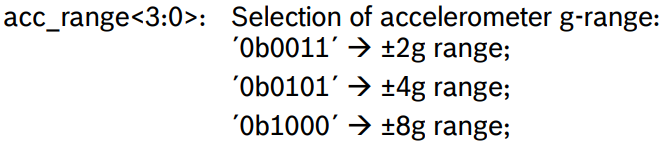 acc_range<3:0>: Selection of accelerometer g-range:
´0b0011´ → ±2g range;
´0b0101´ → ±4g range;
´0b1000´ → ±8g range;